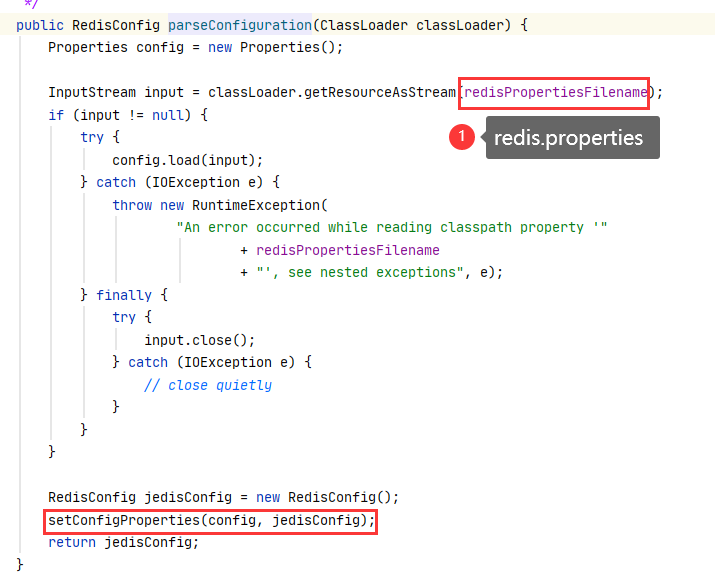 */
public RedisConfig parseConfiguration(ClassLoader classLoader) {
Properties config = new Properties();
InputStream input = classLoader.getResourceAsStream(redisPropertiesFilename);
if (input != null) {
1 redis.properties
try {
config.load(input);
} catch (IOException e) {
throw new RuntimeException(
"An error occurred while reading classpath property '"
+ redisPropertiesFilename
+ "', see nested exceptions", e);
} finally {
try {
input.close();
} catch (IOException e) {
// close quietly
}
}
}
RedisConfig jedisConfig = new RedisConfig();
setConfigProperties(config, jedisConfig);
return jedisConfig;
}